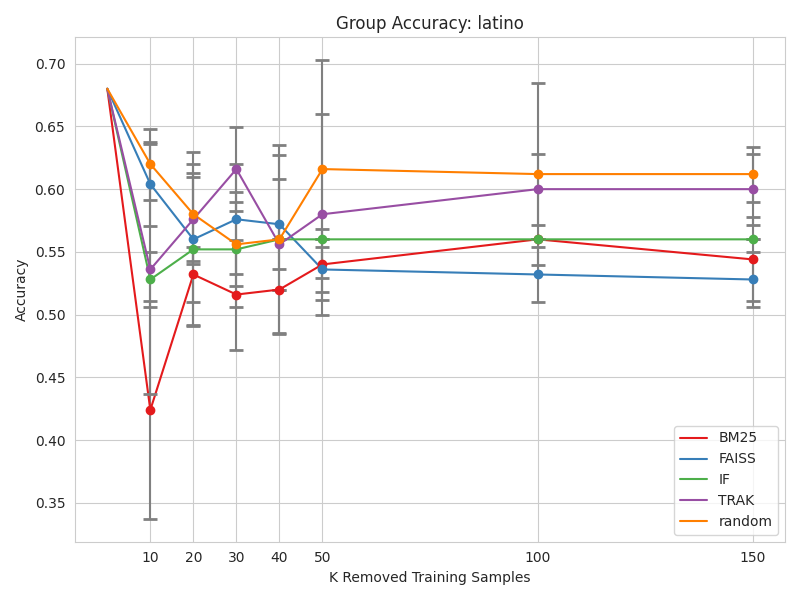 Group Accuracy: latino
Accuracy
0.70
0.65
0.60
0.55
0.50
0.45
0.40
0.35
10 20 30 40 50 100 150
K Removed Training Samples
BM25
FAISS
IF
TRAK
random